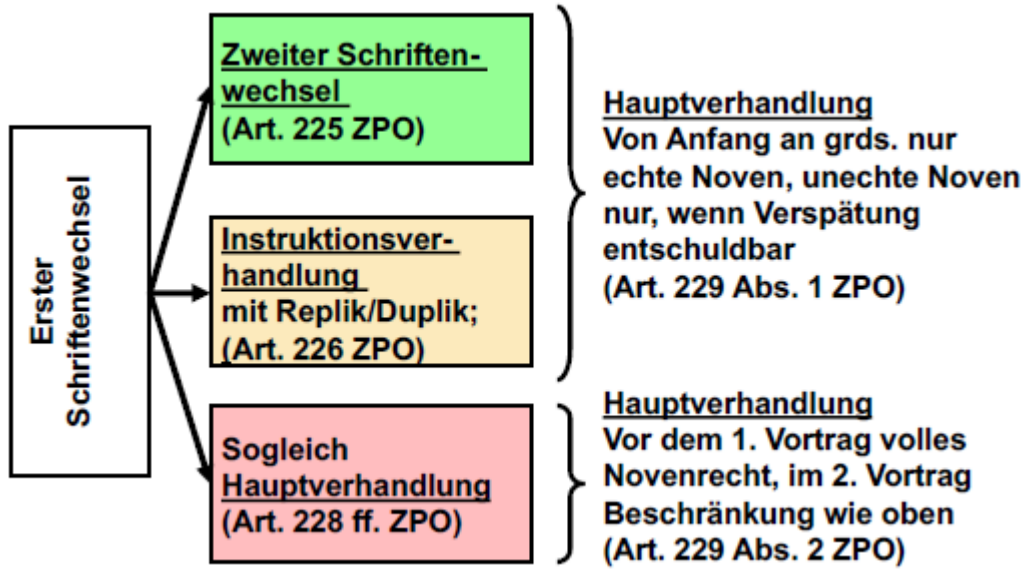 Erster
Schriftenwechsel
Zweiter Schriften-
wechsel
(Art. 225 ZPO)
Instruktionsver-
handlung
mit Replik/Duplik;
(Art. 226 ZPO)
Sogleich
Hauptverhandlung
(Art. 228 ff. ZPO)
Hauptverhandlung
Von Anfang an grds. nur
echte Noven, unechte Noven
nur, wenn Verspätung
entschuldbar
(Art. 229 Abs. 1 ZPO)
Hauptverhandlung
Vor dem 1. Vortrag volles
Novenrecht, im 2. Vortrag
Beschränkung wie oben
(Art. 229 Abs. 2 ZPO)